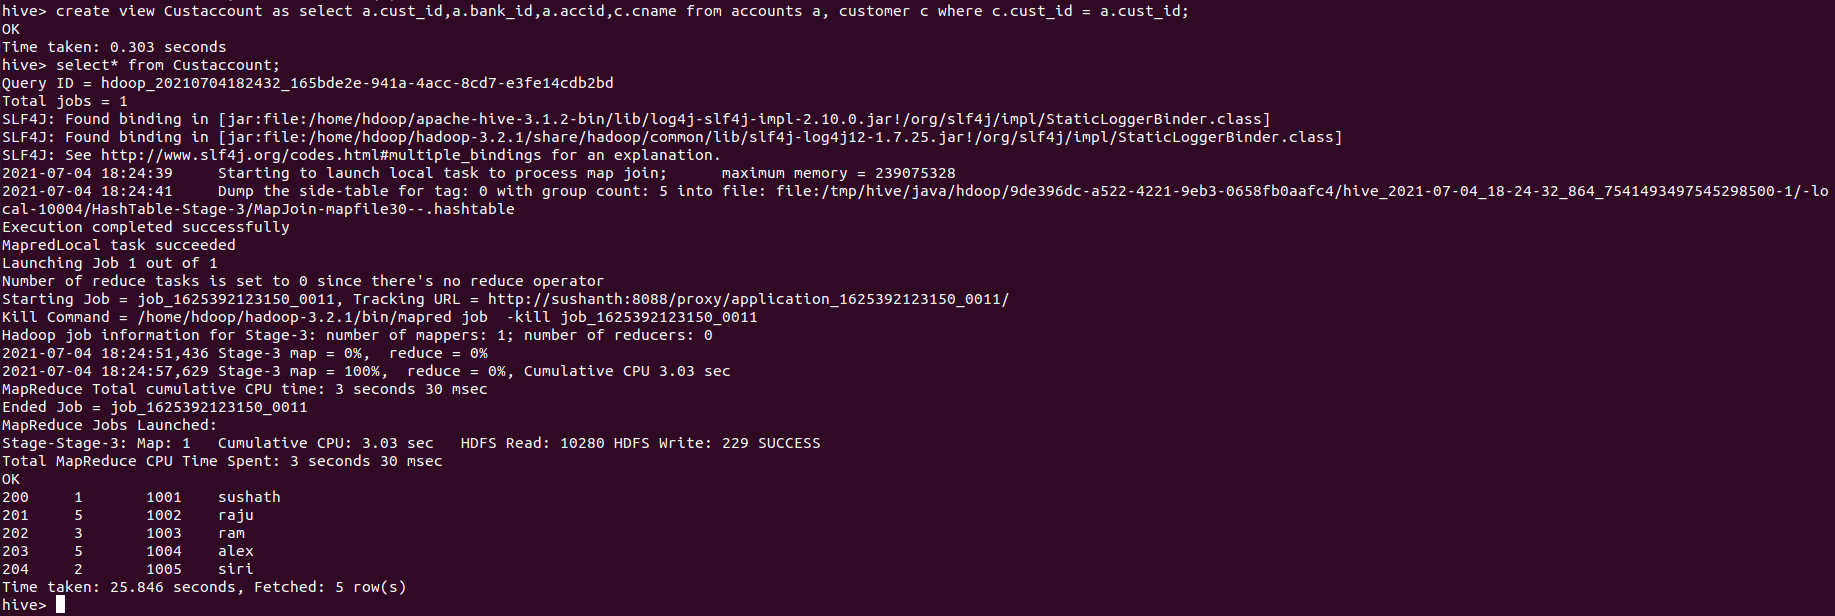 hive> create view Custaccount as select a.cust_id,a.bank_id,a.accid,c.cname from accounts a, customer c where c.cust_id = a.cust_id;
OK
Time taken: 0.303 seconds
hive> select* from Custaccount;
Query ID = hdoop_20210704182432_165bde2e-941a-4acc-8cd7-e3fe14cdb2bd
Total jobs = 1
SLF4J: Found binding in [jar:file:/home/hdoop/apache-hive-3.1.2-bin/lib/log4j-slf4j-impl-2.10.0.jar!/org/slf4j/impl/StaticLoggerBinder.class]
SLF4J: Found binding in [jar:file:/home/hdoop/hadoop-3.2.1/share/hadoop/common/lib/slf4j-log4j12-1.7.25.jar!/org/slf4j/impl/StaticLoggerBinder.class]
SLF4J: See http://www.slf4j.org/codes.html#multiple_bindings for an explanation.
2021-07-04 18:24:39     Starting to launch local task to process map join;      maximum memory = 239075328
2021-07-04 18:24:41     Dump the side-table for tag: 0 with group count: 5 into file: file:/tmp/hive/java/hdoop/9de396dc-a522-4221-9eb3-0658fb0aafc4/hive_2021-07-04_18-24-32_864_7541493497545298500-1/-lo
cal-10004/HashTable-Stage-3/MapJoin-mapfile30--.hashtable
Execution completed successfully
MapredLocal task succeeded
Launching Job 1 out of 1
Number of reduce tasks is set to 0 since there's no reduce operator
Starting Job = job_1625392123150_0011, Tracking URL = http://sushanth:8088/proxy/application_1625392123150_0011/
Kill Command = /home/hdoop/hadoop-3.2.1/bin/mapred job  -kill job_1625392123150_0011
Hadoop job information for Stage-3: number of mappers: 1; number of reducers: 0
2021-07-04 18:24:51,436 Stage-3 map = 0%,  reduce = 0%
2021-07-04 18:24:57,629 Stage-3 map = 100%,  reduce = 0%, Cumulative CPU 3.03 sec
MapReduce Total cumulative CPU time: 3 seconds 30 msec
Ended Job = job_1625392123150_0011
MapReduce Jobs Launched:
Stage-Stage-3: Map: 1   Cumulative CPU: 3.03 sec   HDFS Read: 10280 HDFS Write: 229 SUCCESS
Total MapReduce CPU Time Spent: 3 seconds 30 msec
OK
200     1       1001    sushath
201     5       1002    raju
202     3       1003    ram
203     5       1004    alex
204     2       1005    siri
Time taken: 25.846 seconds, Fetched: 5 row(s)
hive>